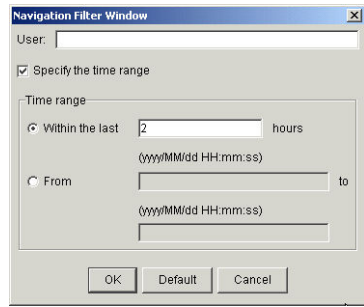 Navigation Filter Window
User:
Specify the time range
Time range
Within the last 2 hours
(yyyy/MM/dd HH:mm:ss)
From to
(yyyy/MM/dd HH:mm:ss)
OK Default Cancel